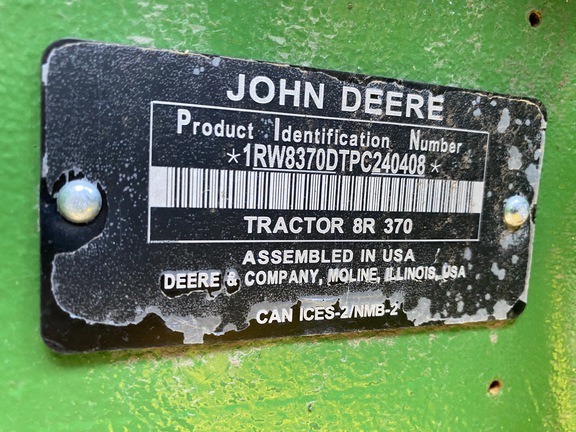 JOHN DEERE
Product Identification Number
*1RW8370DTPC240408*
TRACTOR 8R 370
ASSEMBLED IN USA
DEERE & COMPANY, MOLINE, ILLINOIS, USA
CAN ICES-2/NMB-2